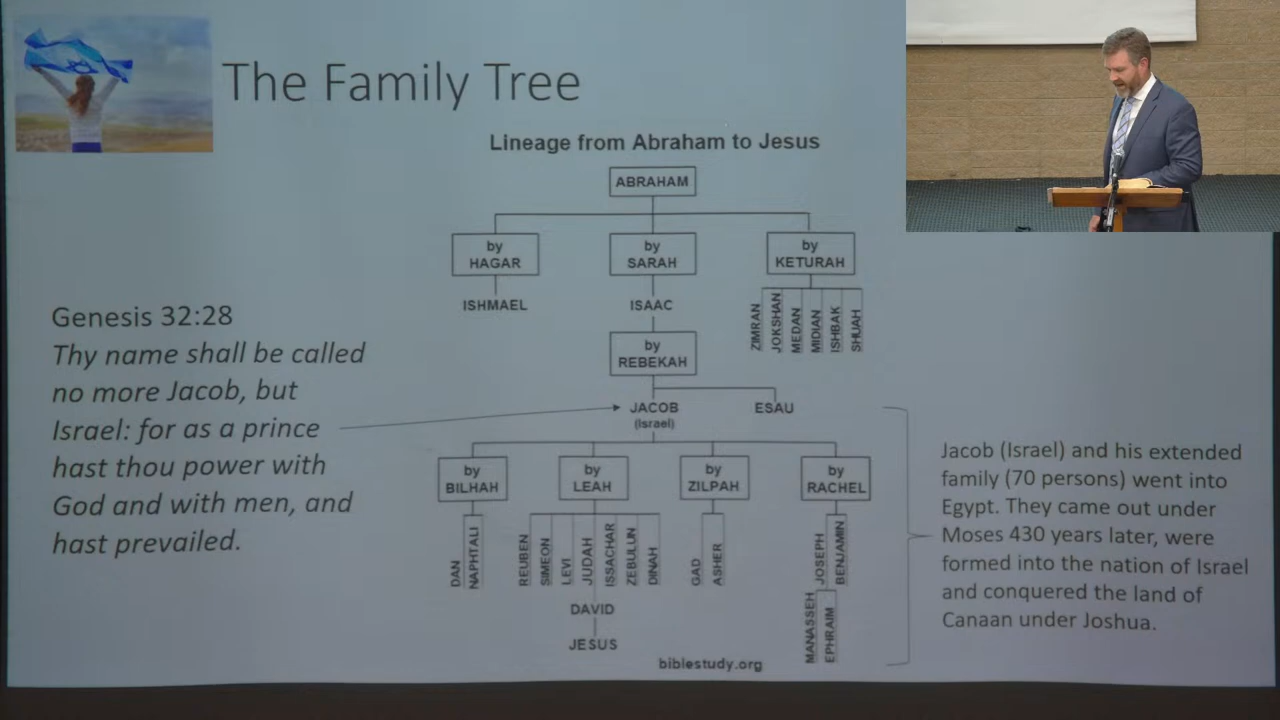 The Family Tree
Lineage from Abraham to Jesus
ABRAHAM
by
HAGAR
by
SARAH
by
KETURAH
ISHMAEL
ISAAC
ZIMRAN
JOKSHAN
MEDAN
MIDIAN
ISHBAK
SHUAH
by
REBEKAH
JACOB
(Israel)
ESAU
by
BILHAH
by
LEAH
by
ZILPAH
by
RACHEL
DAN
NAPHTALI
REUBEN
SIMEON
LEVI
JUDAH
ISSACHAR
ZEBULUN
DINAH
GAD
ASHER
JOSEPH
BENJAMIN
DAVID
JESUS
MANASSEH
EPHRAIM
biblestudy.org
Genesis 32:28
Thy name shall be called
no more Jacob, but
Israel: for as a prince
hast thou power with
God and with men, and
hast prevailed.
Jacob (Israel) and his extended
family (70 persons) went into
Egypt. They came out under
Moses 430 years later, were
formed into the nation of Israel
and conquered the land of
Canaan under Joshua.